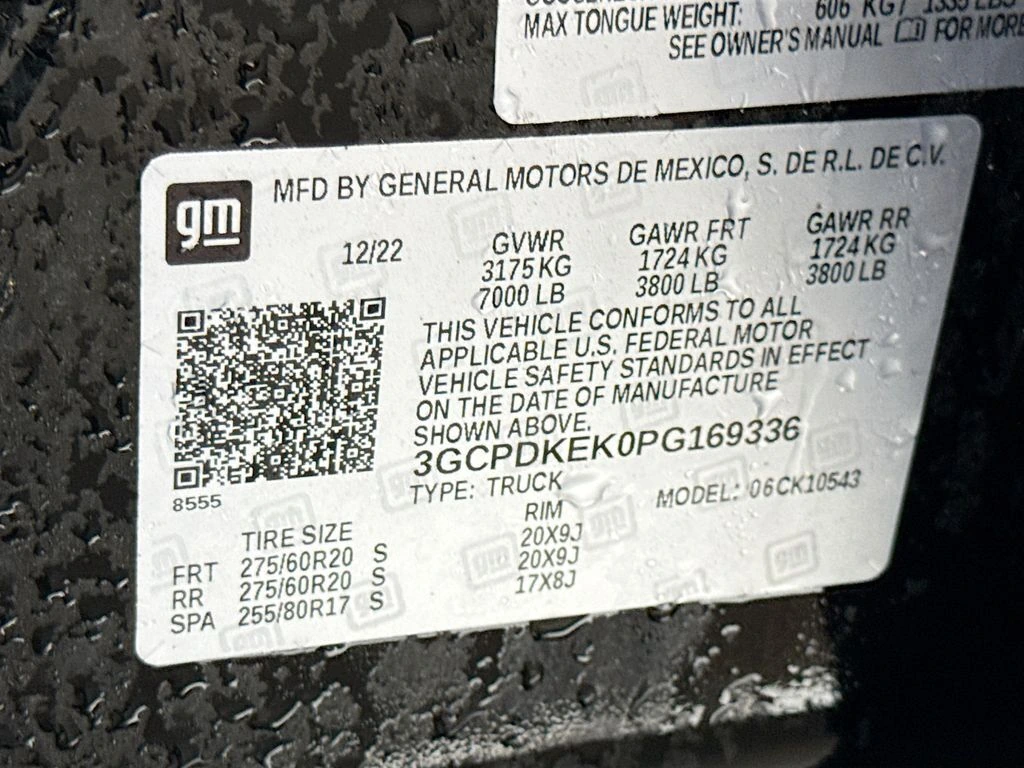 MAX TONGUE WEIGHT: 606 KG/ 1335 LBS
SEE OWNER'S MANUAL FOR MORE
gm
MFD BY GENERAL MOTORS DE MEXICO, S. DE R.L. DE C.V.
12/22 GVWR GAWR FRT GAWR RR
3175 KG 1724 KG 1724 KG
7000 LB 3800 LB 3800 LB
THIS VEHICLE CONFORMS TO ALL
APPLICABLE U.S. FEDERAL MOTOR
VEHICLE SAFETY STANDARDS IN EFFECT
ON THE DATE OF MANUFACTURE
SHOWN ABOVE.
3GCPDKEK0PG169336
8555
TYPE: TRUCK MODEL: 06CK10543
TIRE SIZE RIM
FRT 275/60R20 S 20X9J
RR 275/60R20 S 20X9J
SPA 255/80R17 S 17X8J